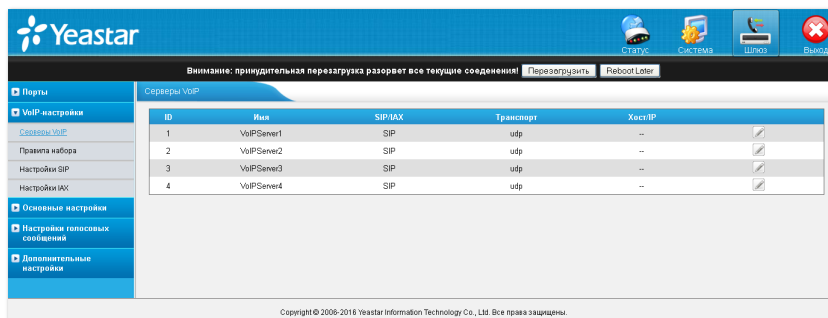 Yeastar
Статус Система Шлюз Выход
Внимание: принудительная перезагрузка разорвет все текущие соеденения! Перезагрузить Reboot Later
Порты
VoIP-настройки
Серверы VoIP
Правила набора
Настройки SIP
Настройки IAX
Основные настройки
Настройки голосовых
сообщений
Дополнительные
настройки
Серверы VoIP
ID Имя SIP/IAX Транспорт Хост/IP
1 VoIPServer1 SIP udp --
2 VoIPServer2 SIP udp --
3 VoIPServer3 SIP udp --
4 VoIPServer4 SIP udp --
Copyright © 2006-2016 Yeastar Information Technology Co., Ltd. Все права защищены.